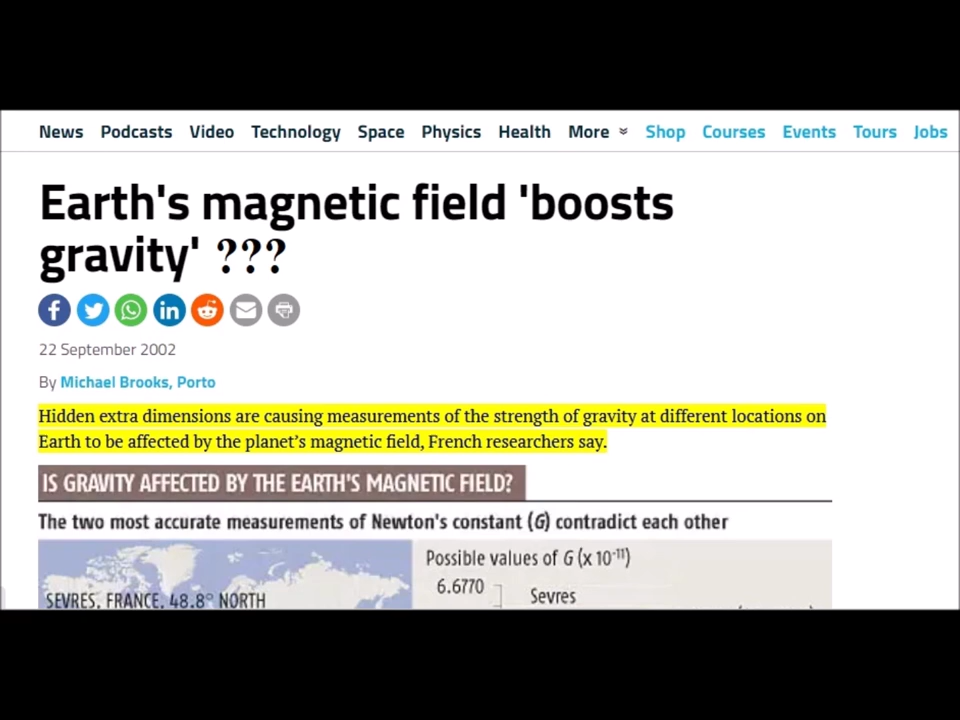 News Podcasts Video Technology Space Physics Health More Shop Courses Events Tours Jobs
Earth's magnetic field 'boosts
gravity' ???
22 September 2002
By Michael Brooks, Porto
Hidden extra dimensions are causing measurements of the strength of gravity at different locations on
Earth to be affected by the planet's magnetic field, French researchers say.
IS GRAVITY AFFECTED BY THE EARTH'S MAGNETIC FIELD?
The two most accurate measurements of Newton's constant (G) contradict each other
Possible values of G (x 10⁻¹¹)
6.6770
Sevres
SEVRES, FRANCE, 48.8° NORTH